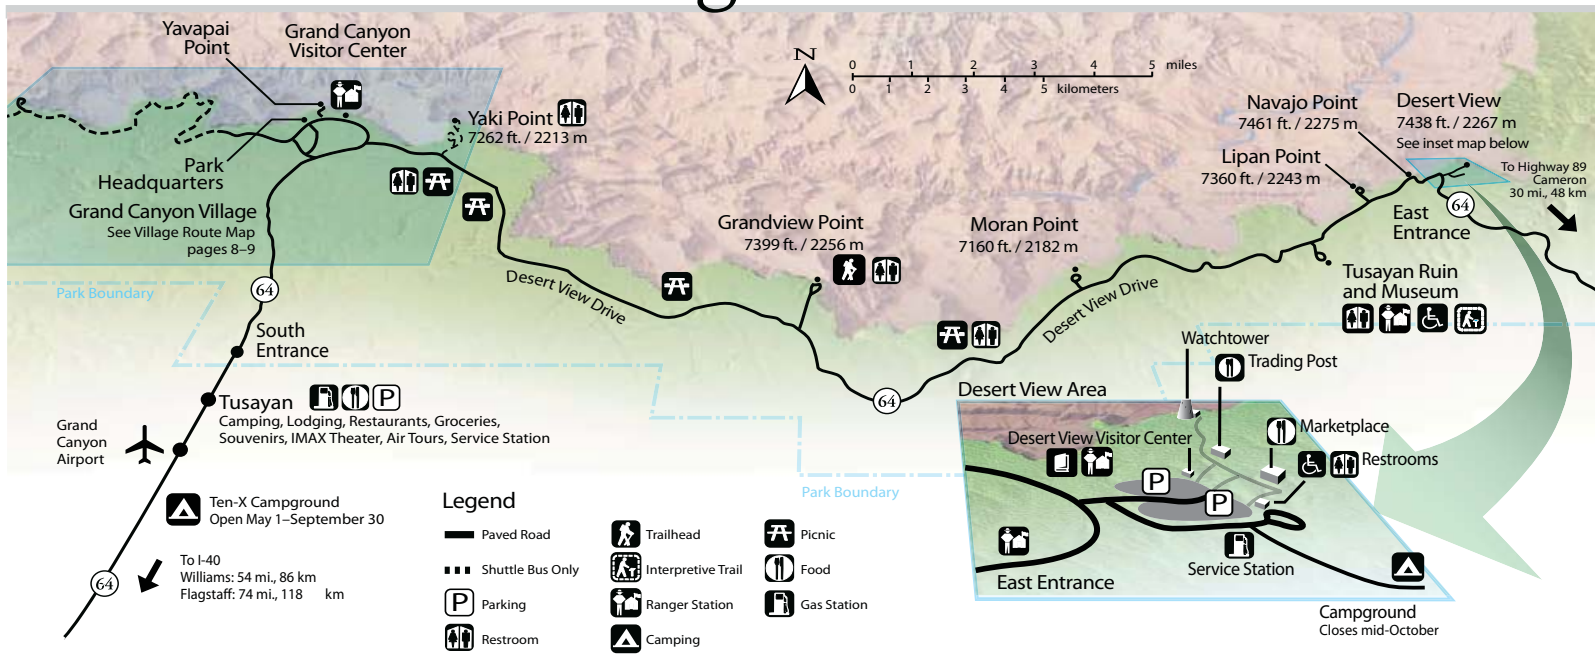 Yavapai
Point
Grand Canyon
Visitor Center
N
0 1 2 3 4 5 miles
0 1 2 3 4 5 kilometers
Yaki Point
7262 ft. / 2213 m
Navajo Point
7461 ft. / 2275 m
Desert View
7438 ft. / 2267 m
See inset map below
Lipan Point
7360 ft. / 2243 m
To Highway 89
Cameron
30 mi., 48 km
Park
Headquarters
Grand Canyon Village
See Village Route Map
pages 8–9
Grandview Point
7399 ft. / 2256 m
Moran Point
7160 ft. / 2182 m
64
East
Entrance
Tusayan Ruin
and Museum
Park Boundary
64
Desert View Drive
Desert View Drive
South
Entrance
64
Tusayan
P
Camping, Lodging, Restaurants, Groceries,
Souvenirs, IMAX Theater, Air Tours, Service Station
Grand
Canyon
Airport
Ten-X Campground
Open May 1–September 30
To I-40
Williams: 54 mi., 86 km
Flagstaff: 74 mi., 118 km
64
Park Boundary
Legend
Paved Road
Shuttle Bus Only
P Parking
Restroom
Trailhead
Interpretive Trail
Ranger Station
Camping
Picnic
Food
Gas Station
Desert View Area
Watchtower
Trading Post
Marketplace
Desert View Visitor Center
Restrooms
P
P
East Entrance
Service Station
Campground
Closes mid-October